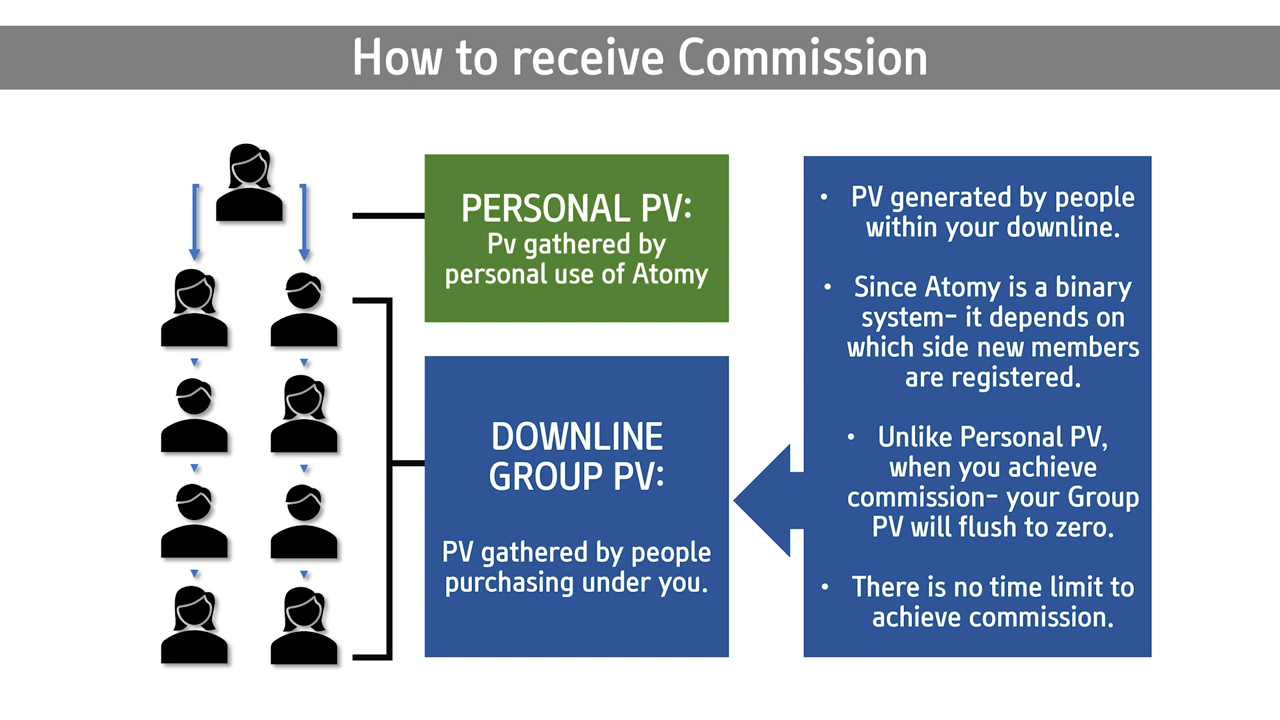 How to receive Commission
PERSONAL PV:
Pv gathered by
personal use of Atomy
DOWNLINE
GROUP PV:
PV gathered by people
purchasing under you.
• PV generated by people
within your downline.
• Since Atomy is a binary
system- it depends on
which side new members
are registered.
• Unlike Personal PV,
when you achieve
commission- your Group
PV will flush to zero.
• There is no time limit to
achieve commission.